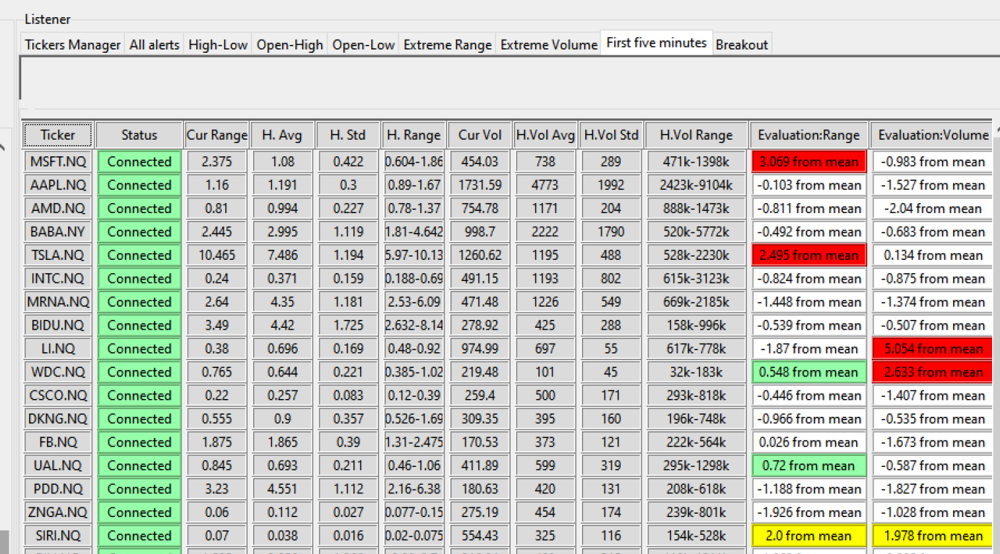 Listener
Tickers Manager All alerts High-Low Open-High Open-Low Extreme Range Extreme Volume First five minutes Breakout
Ticker Status Cur Range H. Avg H. Std H. Range Cur Vol H.Vol Avg H.Vol Std H.Vol Range Evaluation:Range Evaluation:Volume
MSFT.NQ Connected 2.375 1.08 0.422 0.604-1.86 454.03 738 289 471k-1398k 3.069 from mean -0.983 from mean
AAPL.NQ Connected 1.16 1.191 0.3 0.89-1.67 1731.59 4773 1992 2423k-9104k -0.103 from mean -1.527 from mean
AMD.NQ Connected 0.81 0.994 0.227 0.78-1.37 754.78 1171 204 888k-1473k -0.811 from mean -2.04 from mean
BABA.NY Connected 2.445 2.995 1.119 1.81-4.642 998.7 2222 1790 520k-5772k -0.492 from mean -0.683 from mean
TSLA.NQ Connected 10.465 7.486 1.194 5.97-10.13 1260.62 1195 488 528k-2230k 2.495 from mean 0.134 from mean
INTC.NQ Connected 0.24 0.371 0.159 0.188-0.69 491.15 1193 802 615k-3123k -0.824 from mean -0.875 from mean
MRNA.NQ Connected 2.64 4.35 1.181 2.53-6.09 471.48 1226 549 669k-2185k -1.448 from mean -1.374 from mean
BIDU.NQ Connected 3.49 4.42 1.725 2.632-8.14 278.92 425 288 158k-996k -0.539 from mean -0.507 from mean
LI.NQ Connected 0.38 0.696 0.169 0.48-0.92 974.99 697 55 617k-778k -1.87 from mean 5.054 from mean
WDC.NQ Connected 0.765 0.644 0.221 0.385-1.02 219.48 101 45 32k-183k 0.548 from mean 2.633 from mean
CSCO.NQ Connected 0.22 0.257 0.083 0.12-0.39 259.4 500 171 293k-818k -0.446 from mean -1.407 from mean
DKNG.NQ Connected 0.555 0.9 0.357 0.526-1.69 309.35 395 160 196k-748k -0.966 from mean -0.535 from mean
FB.NQ Connected 1.875 1.865 0.39 1.31-2.475 170.53 373 121 222k-564k 0.026 from mean -1.673 from mean
UAL.NQ Connected 0.845 0.693 0.211 0.46-1.06 411.89 599 319 295k-1298k 0.72 from mean -0.587 from mean
PDD.NQ Connected 3.23 4.551 1.112 2.16-6.38 180.63 420 131 208k-618k -1.188 from mean -1.827 from mean
ZNGA.NQ Connected 0.06 0.112 0.027 0.077-0.15 275.19 454 174 239k-801k -1.926 from mean -1.028 from mean
SIRI.NQ Connected 0.07 0.038 0.016 0.02-0.075 554.43 325 116 154k-528k 2.0 from mean 1.978 from mean